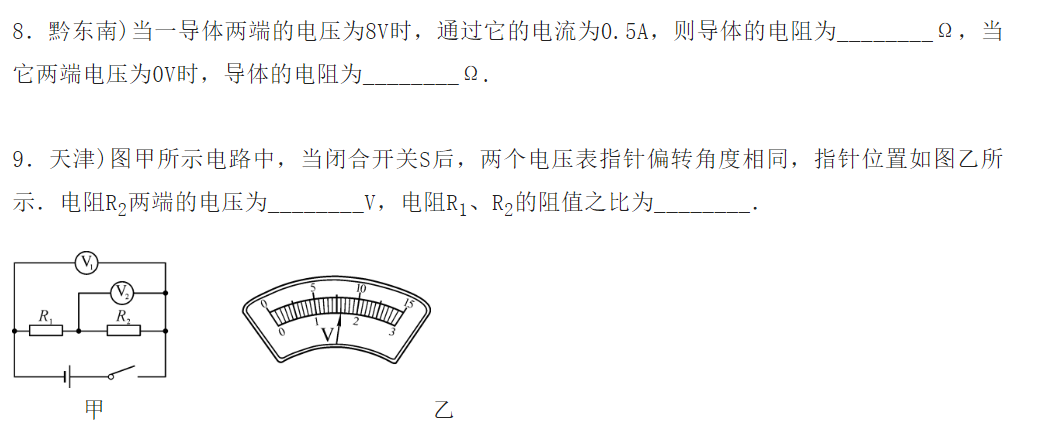 8. 黔东南)当一导体两端的电压为8V时，通过它的电流为0.5A，则导体的电阻为________Ω，当
它两端电压为0V时，导体的电阻为________Ω.
9. 天津)图甲所示电路中，当闭合开关S后，两个电压表指针偏转角度相同，指针位置如图乙所
示．电阻R₂两端的电压为________V，电阻R₁、R₂的阻值之比为________.
V₁
V₂
R₁ R₂
0 5 10 15
0 1 2 3
V
甲 乙